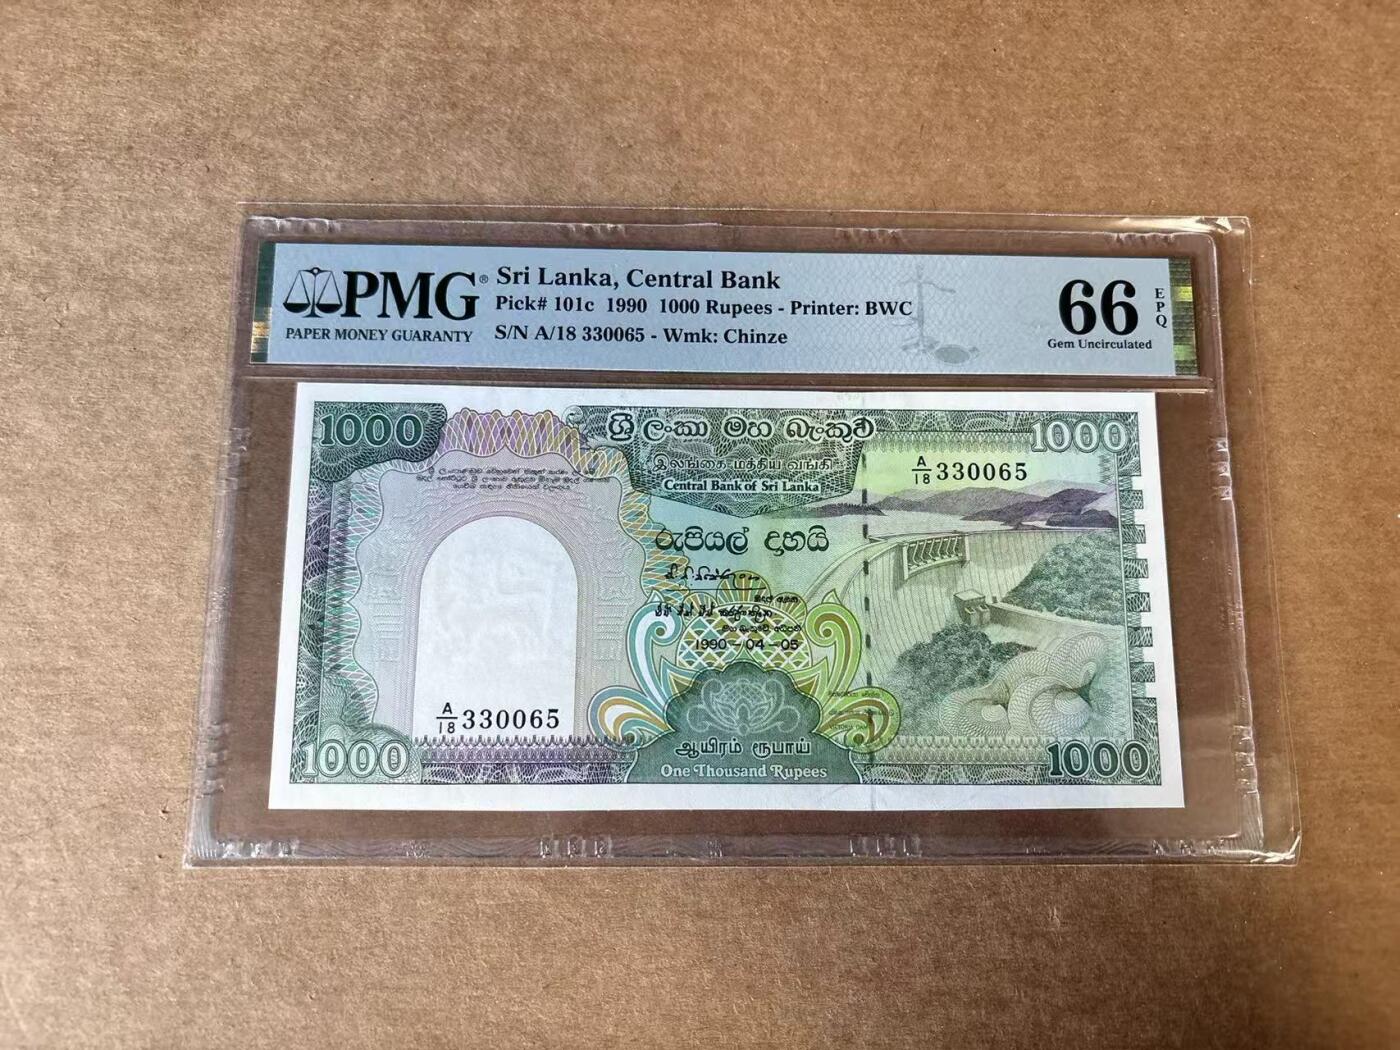 PMG®
PAPER MONEY GUARANTY
Sri Lanka, Central Bank
Pick# 101c 1990 1000 Rupees - Printer: BWC
S/N A/18 330065 - Wmk: Chinze
66
EPQ
Gem Uncirculated
1000
ශ්‍රී ලංකා මහ බැංකුව
1000
இலங்கை மத்திய வங்கி
Central Bank of Sri Lanka
A/18 330065
රුපියල් දාහයි
1990-04-05
A/18 330065
1000
ஆயிரம் ரூபாய்
One Thousand Rupees
1000